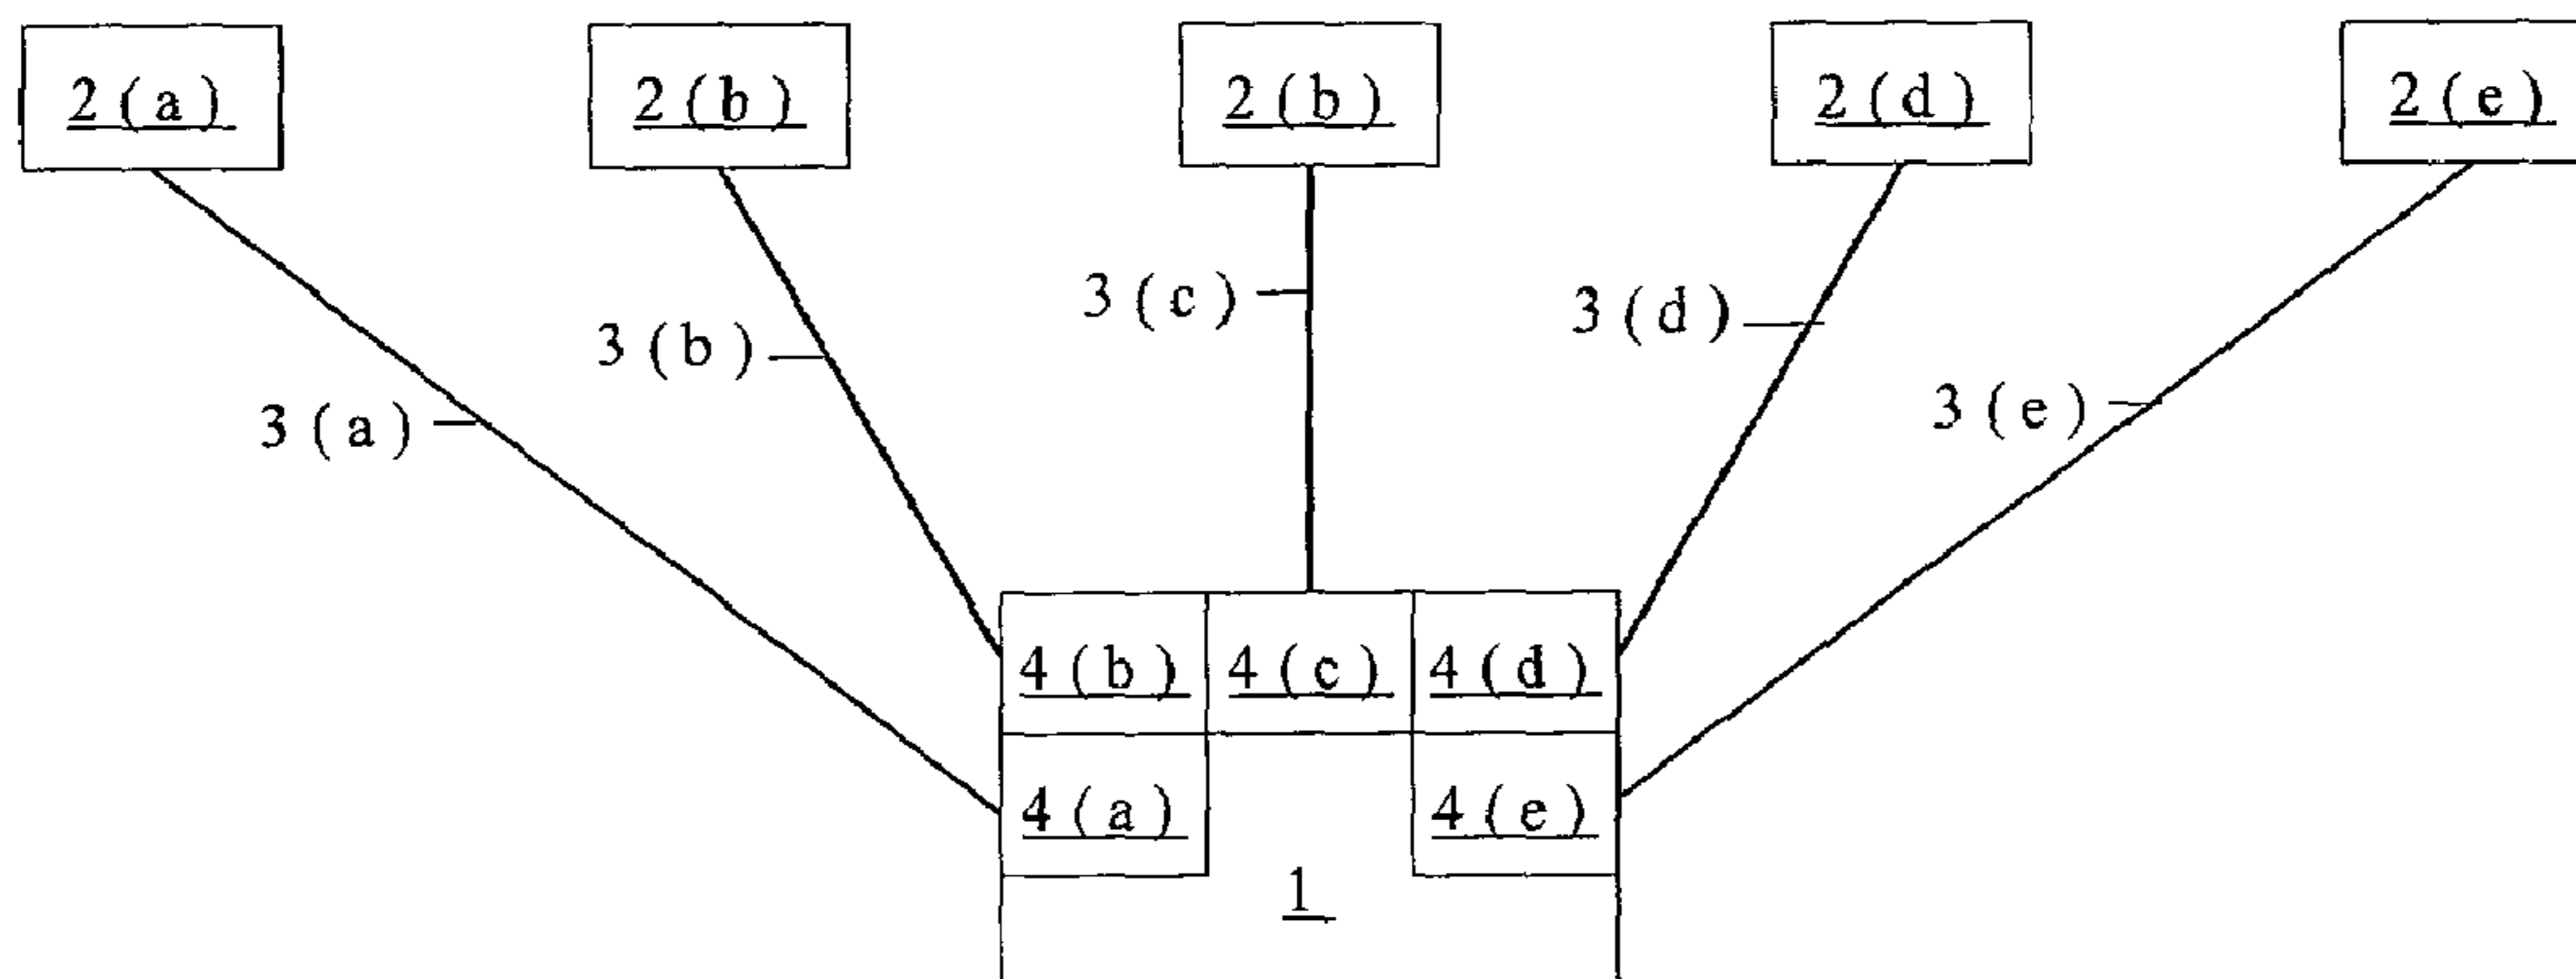 2 ( a ) 2 ( b ) 2 ( b ) 2 ( d ) 2 ( e )
3 ( c )
3 ( d )
3 ( b )
3 ( e )
3 ( a )
4 ( b ) 4 ( c ) 4 ( d )
4 ( a ) 4 ( e )
1